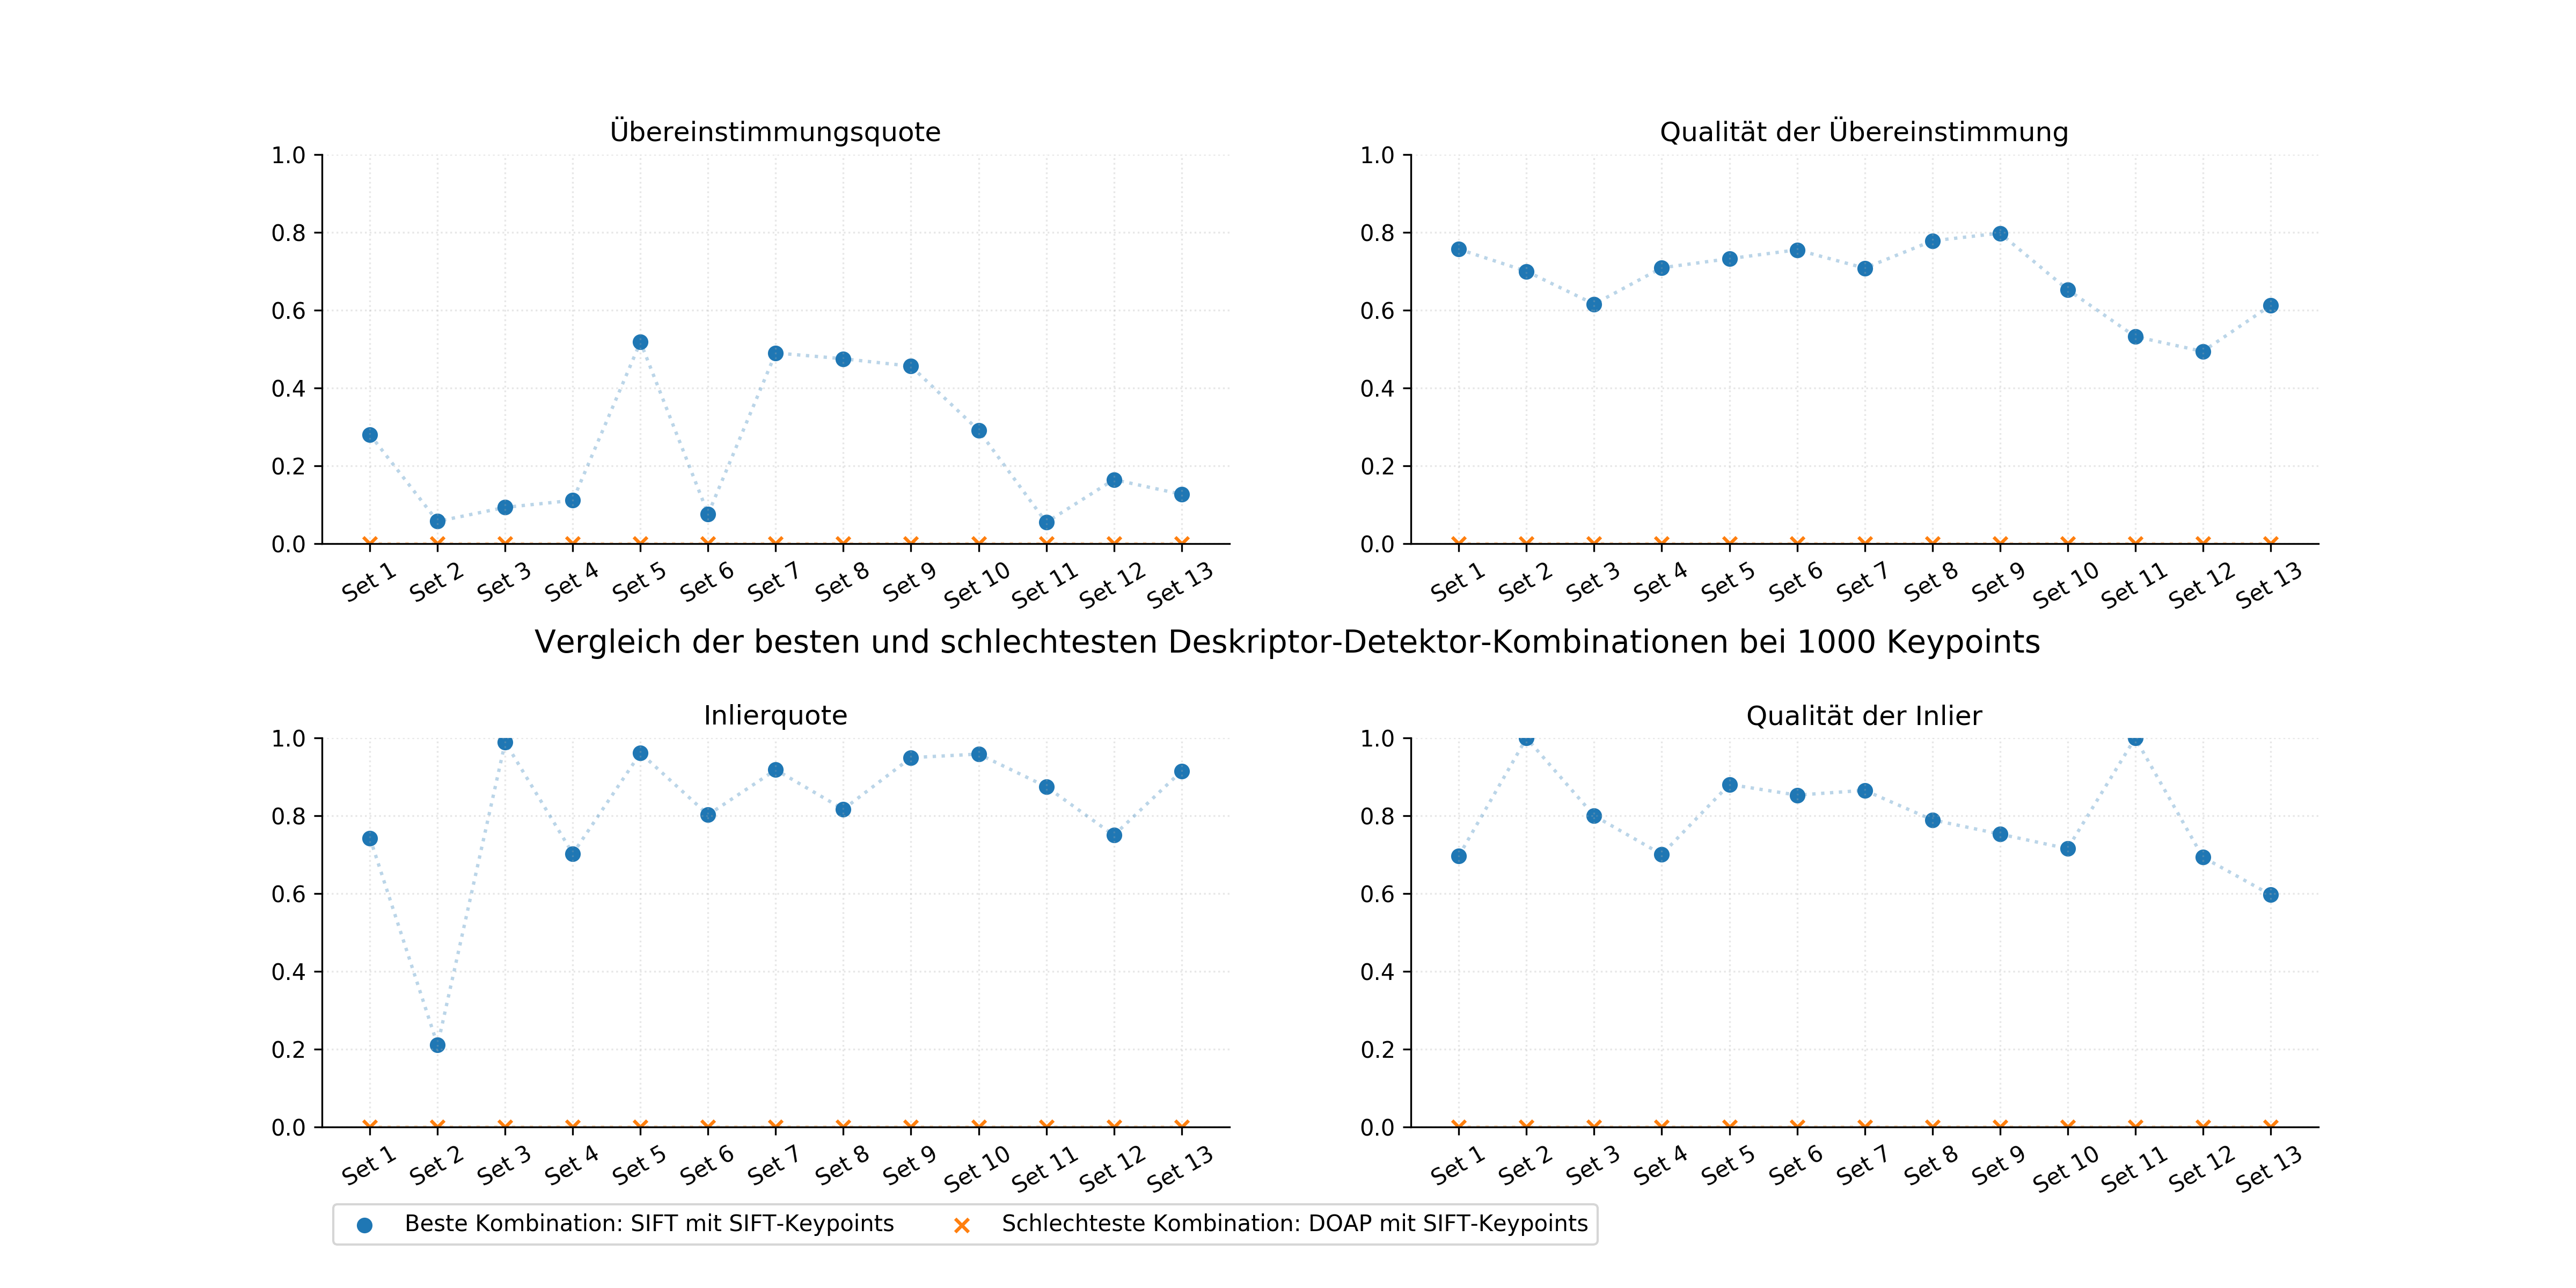 Übereinstimmungsquote
1.0
0.8
0.6
0.4
0.2
0.0
Set 1 Set 2 Set 3 Set 4 Set 5 Set 6 Set 7 Set 8 Set 9 Set 10 Set 11 Set 12 Set 13
Qualität der Übereinstimmung
1.0
0.8
0.6
0.4
0.2
0.0
Set 1 Set 2 Set 3 Set 4 Set 5 Set 6 Set 7 Set 8 Set 9 Set 10 Set 11 Set 12 Set 13
Vergleich der besten und schlechtesten Deskriptor-Detektor-Kombinationen bei 1000 Keypoints
Inlierquote
1.0
0.8
0.6
0.4
0.2
0.0
Set 1 Set 2 Set 3 Set 4 Set 5 Set 6 Set 7 Set 8 Set 9 Set 10 Set 11 Set 12 Set 13
Qualität der Inlier
1.0
0.8
0.6
0.4
0.2
0.0
Set 1 Set 2 Set 3 Set 4 Set 5 Set 6 Set 7 Set 8 Set 9 Set 10 Set 11 Set 12 Set 13
Beste Kombination: SIFT mit SIFT-Keypoints Schlechteste Kombination: DOAP mit SIFT-Keypoints